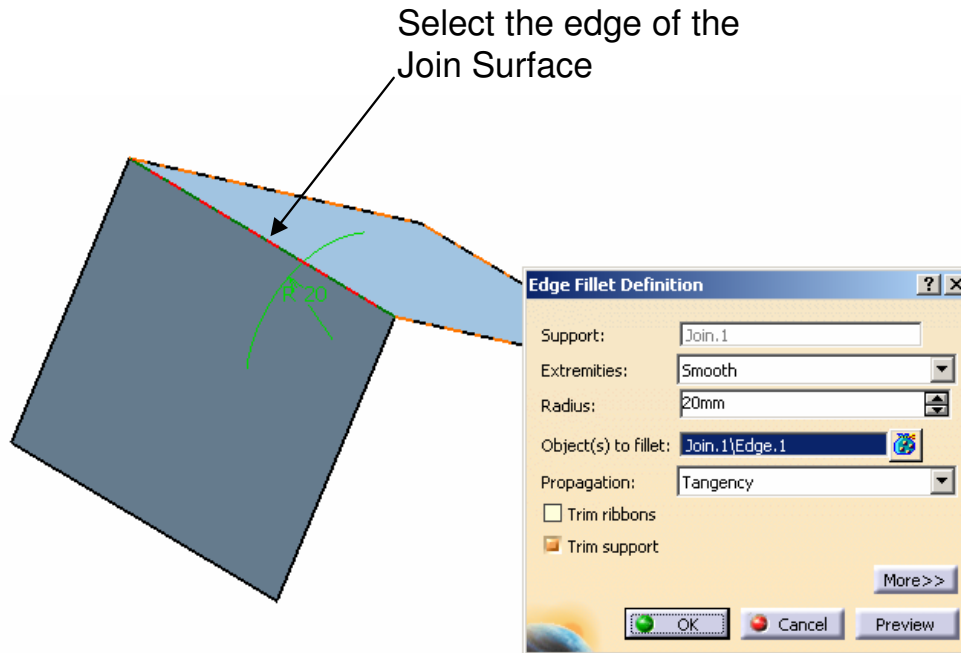 Select the edge of the
Join Surface
R 20
Edge Fillet Definition
? X
Support: Join.1
Extremities: Smooth
Radius: 20mm
Object(s) to fillet: Join.1\Edge.1
Propagation: Tangency
Trim ribbons
Trim support
More>>
OK Cancel Preview